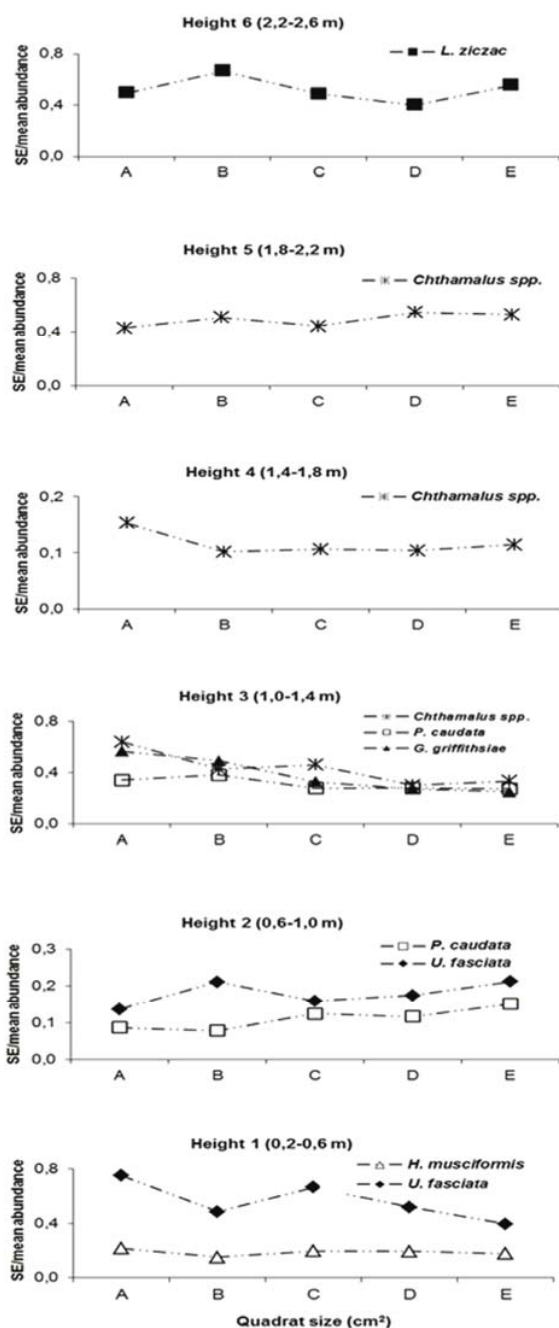 Height 6 (2,2-2,6 m)
L. ziczac
SE/mean abundance
0,8
0,4
0,0
A B C D E
Height 5 (1,8-2,2 m)
Chthamalus spp.
SE/mean abundance
0,8
0,4
0,0
A B C D E
Height 4 (1,4-1,8 m)
Chthamalus spp.
SE/mean abundance
0,2
0,1
0,0
A B C D E
Height 3 (1,0-1,4 m)
Chthamalus spp.
P. caudata
G. griffithsiae
SE/mean abundance
0,8
0,4
0,0
A B C D E
Height 2 (0,6-1,0 m)
P. caudata
U. fasciata
SE/mean abundance
0,3
0,2
0,1
0,0
A B C D E
Height 1 (0,2-0,6 m)
H. musciformis
U. fasciata
SE/mean abundance
0,8
0,4
0,0
A B C D E
Quadrat size (cm²)